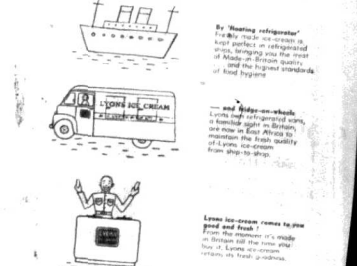 By 'floating refrigerator'
Freshly made ice-cream is
kept perfect in refrigerated
ships, bringing you the treat
of Made-in-Britain quality
and the highest standards
of food hygiene
LYONS ICE CREAM
— and fridge-on-wheels
Lyons own refrigerated vans,
a familiar sight in Britain,
are now in East Africa to
maintain the fresh quality
of Lyons ice-cream
from ship-to-shop.
Lyons ice-cream comes to you
good and fresh!
From the moment it's made
in Britain till the time you
buy it, Lyons ice-cream
retains its fresh goodness.